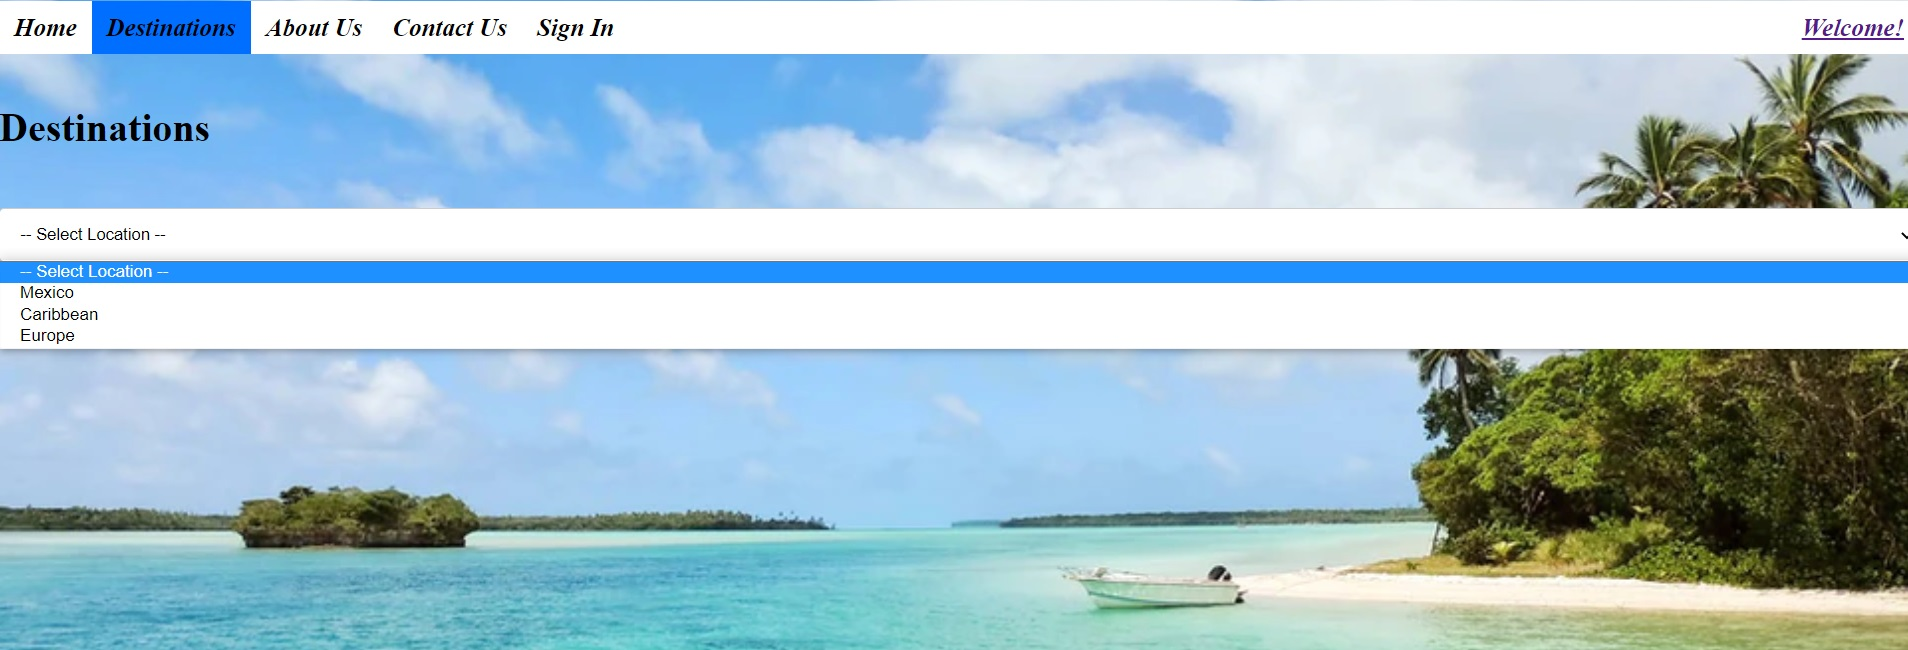 Home Destinations About Us Contact Us Sign In Welcome!
Destinations
-- Select Location --
-- Select Location --
Mexico
Caribbean
Europe